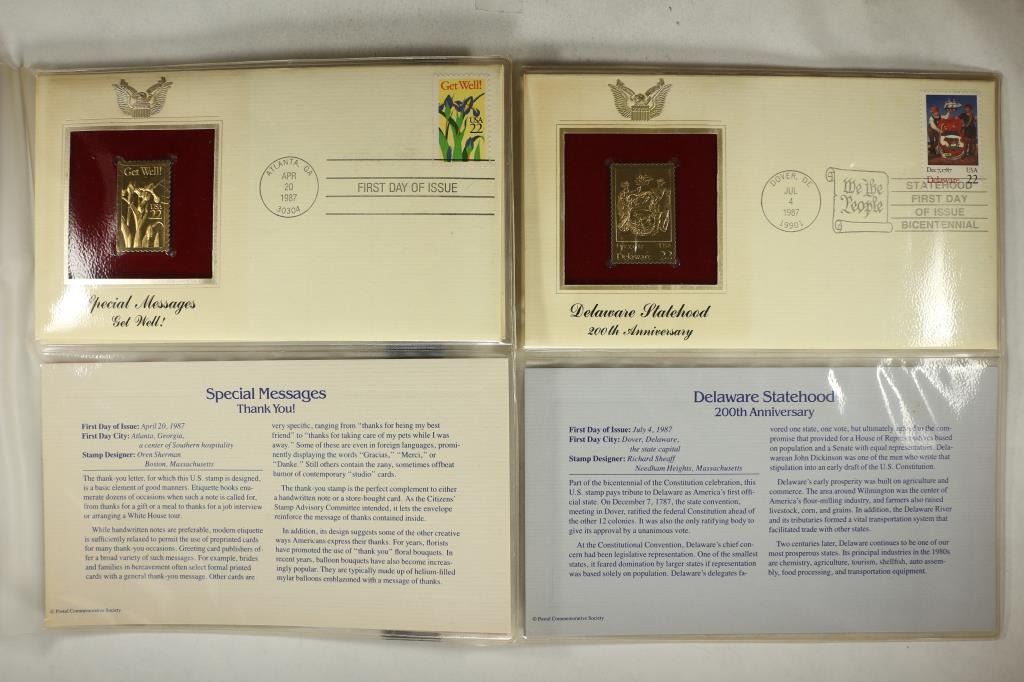 Get Well!
USA
22
ATLANTA, GA
APR
20
1987
30304
FIRST DAY OF ISSUE
Get Well!
USA
22
Special Messages
Get Well!
Dec 7, 1787 USA
Delaware 22
DOVER, DE
JUL
4
1987
19901
We the
People
STATEHOOD
FIRST DAY
OF ISSUE
BICENTENNIAL
USA
Delaware 22
Delaware Statehood
200th Anniversary
Special Messages
Thank You!
First Day of Issue: April 20, 1987
First Day City: Atlanta, Georgia,
a center of Southern hospitality
Stamp Designer: Oren Sherman
Boston, Massachusetts
The thank-you letter, for which this U.S. stamp is designed,
is a basic element of good manners. Etiquette books enu-
merate dozens of occasions when such a note is called for,
from thanks for a gift or a meal to thanks for a job interview
or arranging a White House tour.
While handwritten notes are preferable, modern etiquette
is sufficiently relaxed to permit the use of preprinted cards
for many thank-you occasions. Greeting card publishers of-
fer a broad variety of such messages. For example, brides
and families in bereavement often select formal printed
cards with a general thank-you message. Other cards are
very specific, ranging from "thanks for being my best
friend" to "thanks for taking care of my pets while I was
away." Some of these are even in foreign languages, promi-
nently displaying the words "Gracias," "Merci," or
"Danke." Still others contain the zany, sometimes offbeat
humor of contemporary "studio" cards.
The thank-you stamp is the perfect complement to either
a handwritten note or a store-bought card. As the Citizens'
Stamp Advisory Committee intended, it lets the envelope
reinforce the message of thanks contained inside.
In addition, its design suggests some of the other creative
ways Americans express their thanks. For years, florists
have promoted the use of "thank you" floral bouquets. In
recent years, balloon bouquets have also become increas-
ingly popular. They are typically made up of helium-filled
mylar balloons emblazoned with a message of thanks.
© Postal Commemorative Society
Delaware Statehood
200th Anniversary
First Day of Issue: July 4, 1987
First Day City: Dover, Delaware,
the state capital
Stamp Designer: Richard Sheaff
Needham Heights, Massachusetts
Part of the bicentennial of the Constitution celebration, this
U.S. stamp pays tribute to Delaware as America's first offi-
cial state. On December 7, 1787, the state convention,
meeting in Dover, ratified the federal Constitution ahead of
the other 12 colonies. It was also the only ratifying body to
give its approval by a unanimous vote.
At the Constitutional Convention, Delaware's chief con-
cern had been legislative representation. One of the smallest
states, it feared domination by larger states if representation
was based solely on population. Delaware's delegates fa-
vored one state, one vote, but ultimately agreed to the com-
promise that provided for a House of Representatives based
on population and a Senate with equal representation. Dela-
warean John Dickinson was one of the men who wrote that
stipulation into an early draft of the U.S. Constitution.
Delaware's early prosperity was built on agriculture and
commerce. The area around Wilmington was the center of
America's flour-milling industry, and farmers also raised
livestock, corn, and grains. In addition, the Delaware River
and its tributaries formed a vital transportation system that
facilitated trade with other states.
Two centuries later, Delaware continues to be one of our
most prosperous states. Its principal industries in the 1980s
are chemistry, agriculture, tourism, shellfish, auto assem-
bly, food processing, and transportation equipment.
© Postal Commemorative Society